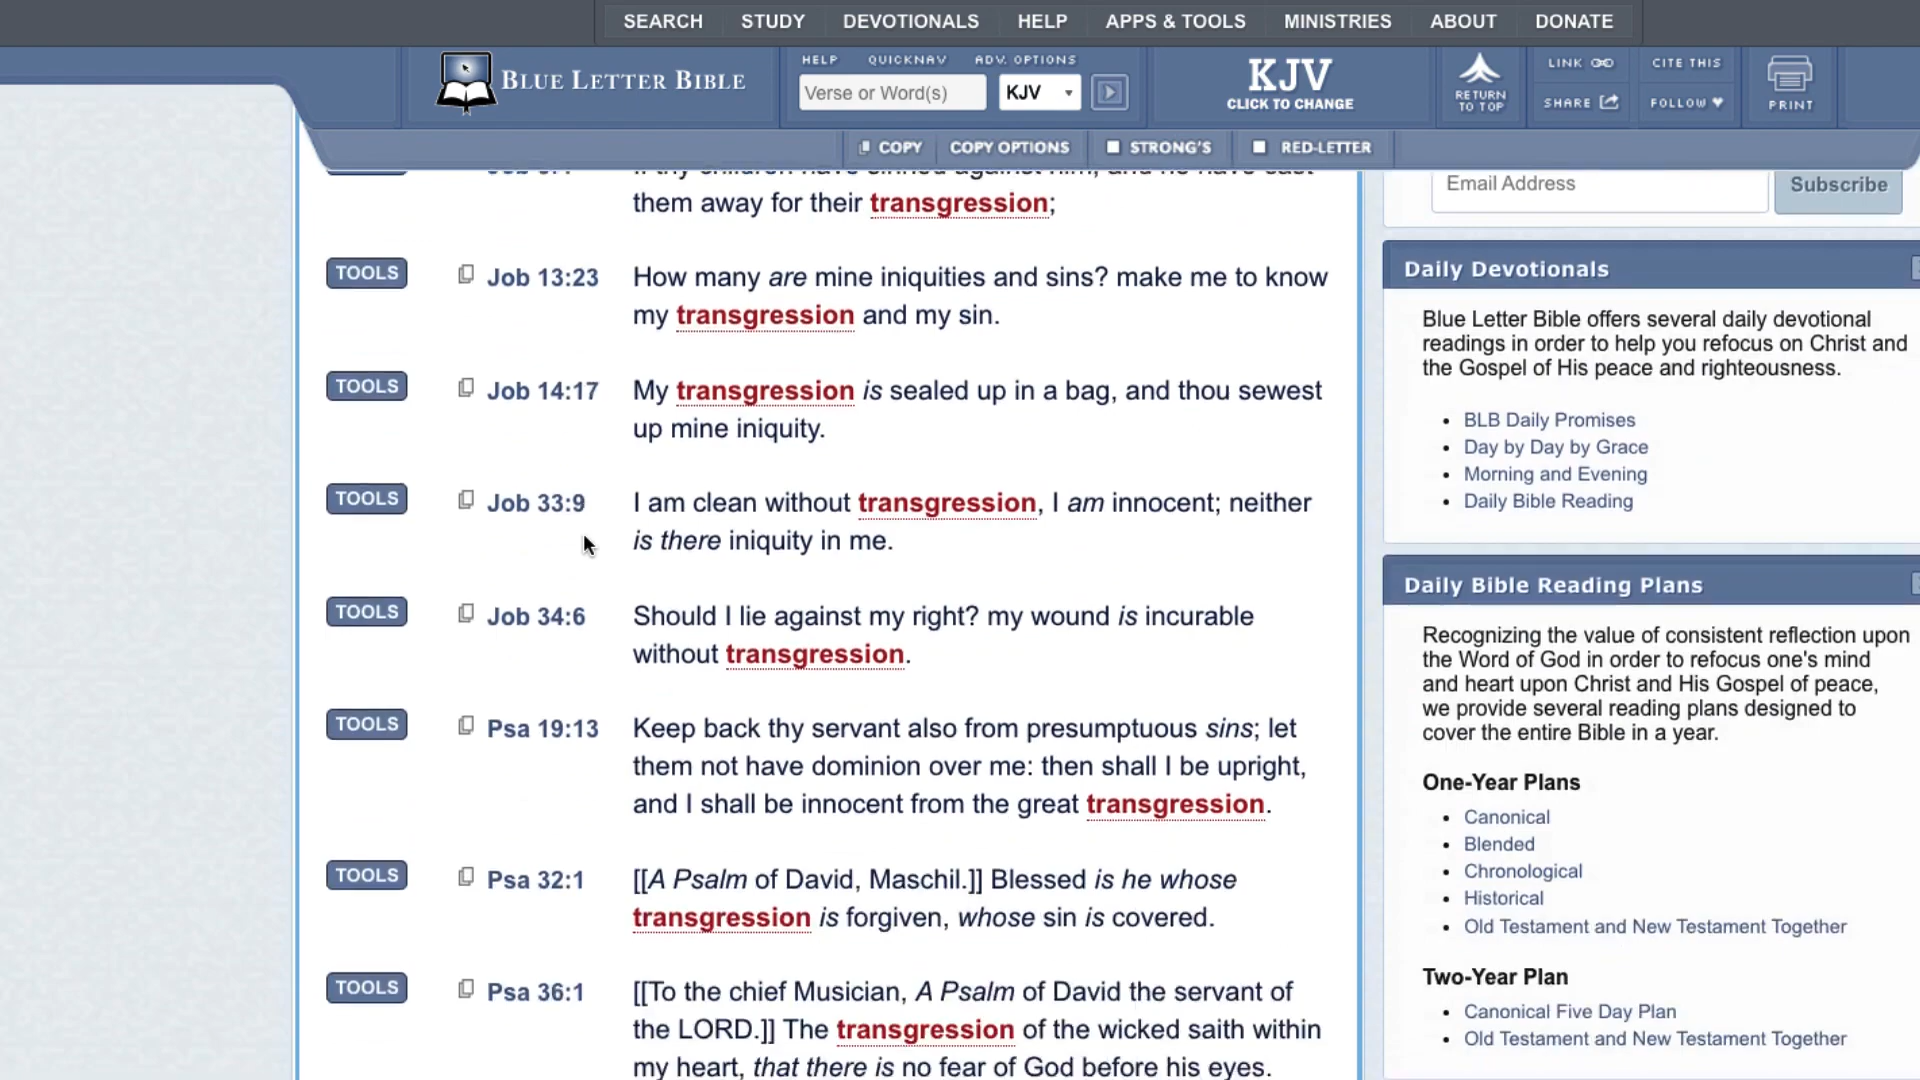 SEARCH STUDY DEVOTIONALS HELP APPS & TOOLS MINISTRIES ABOUT DONATE
BLUE LETTER BIBLE
HELP QUICKNAV ADV. OPTIONS
Verse or Word(s) KJV
KJV
CLICK TO CHANGE
RETURN
TO TOP
LINK
SHARE
CITE THIS
FOLLOW
PRINT
COPY COPY OPTIONS STRONG'S RED-LETTER
them away for their transgression;
TOOLS Job 13:23 How many are mine iniquities and sins? make me to know
my transgression and my sin.
TOOLS Job 14:17 My transgression is sealed up in a bag, and thou sewest
up mine iniquity.
TOOLS Job 33:9 I am clean without transgression, I am innocent; neither
is there iniquity in me.
TOOLS Job 34:6 Should I lie against my right? my wound is incurable
without transgression.
TOOLS Psa 19:13 Keep back thy servant also from presumptuous sins; let
them not have dominion over me: then shall I be upright,
and I shall be innocent from the great transgression.
TOOLS Psa 32:1 [[A Psalm of David, Maschil.]] Blessed is he whose
transgression is forgiven, whose sin is covered.
TOOLS Psa 36:1 [[To the chief Musician, A Psalm of David the servant of
the LORD.]] The transgression of the wicked saith within
my heart, that there is no fear of God before his eyes.
Email Address Subscribe
Daily Devotionals
Blue Letter Bible offers several daily devotional
readings in order to help you refocus on Christ and
the Gospel of His peace and righteousness.
BLB Daily Promises
Day by Day by Grace
Morning and Evening
Daily Bible Reading
Daily Bible Reading Plans
Recognizing the value of consistent reflection upon
the Word of God in order to refocus one's mind
and heart upon Christ and His Gospel of peace,
we provide several reading plans designed to
cover the entire Bible in a year.
One-Year Plans
Canonical
Blended
Chronological
Historical
Old Testament and New Testament Together
Two-Year Plan
Canonical Five Day Plan
Old Testament and New Testament Together